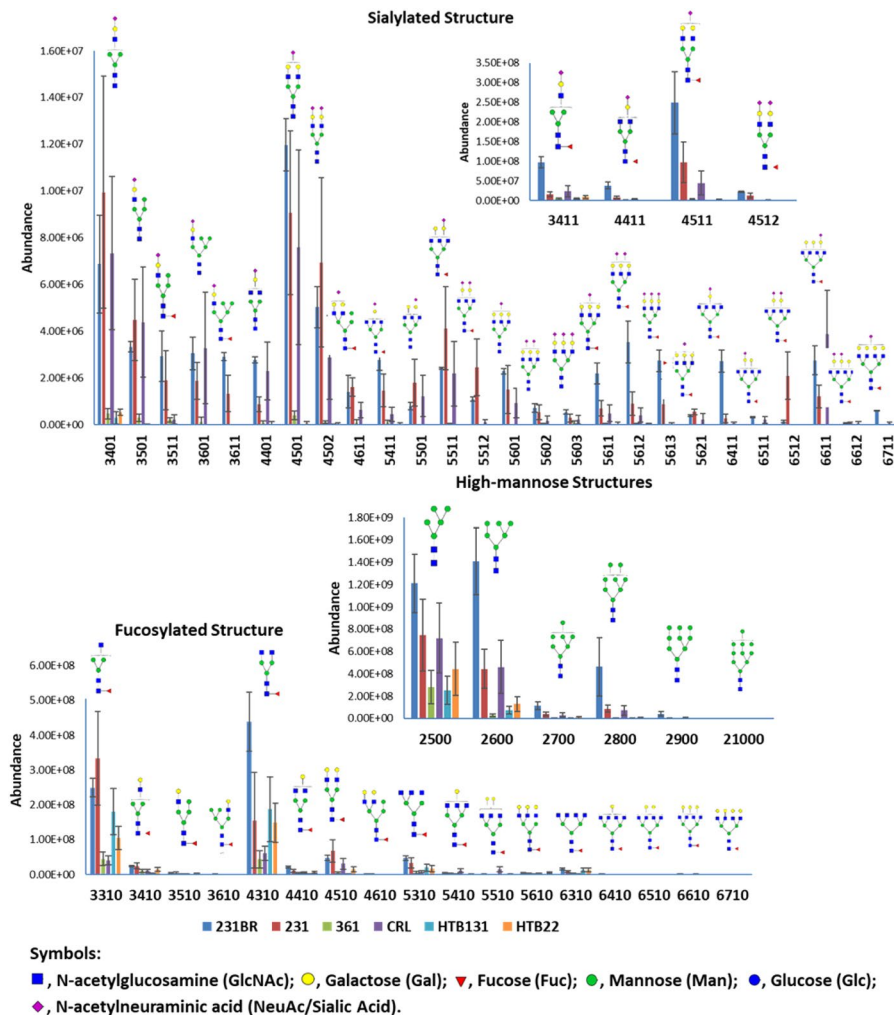 Sialylated Structure
1.60E+07
1.40E+07
1.20E+07
1.00E+07
8.00E+06
6.00E+06
4.00E+06
2.00E+06
0.00E+00
Abundance
3401 3501 3511 3601 3611 4401 4501 4502 4611 5411 5501 5511 5512 5601 5602 5603 5611 5612 5613 5621 6411 6511 6512 6611 6612 6711
3.50E+08
3.00E+08
2.50E+08
2.00E+08
1.50E+08
1.00E+08
5.00E+07
0.00E+00
Abundance
3411 4411 4511 4512
High-mannose Structures
1.80E+09
1.60E+09
1.40E+09
1.20E+09
1.00E+09
8.00E+08
6.00E+08
4.00E+08
2.00E+08
0.00E+00
Abundance
2500 2600 2700 2800 2900 21000
Fucosylated Structure
6.00E+08
5.00E+08
4.00E+08
3.00E+08
2.00E+08
1.00E+08
0.00E+00
Abundance
3310 3410 3510 3610 4310 4410 4510 4610 5310 5410 5510 5610 6310 6410 6510 6610 6710
231BR 231 361 CRL HTB131 HTB22
Symbols:
, N-acetylglucosamine (GlcNAc); , Galactose (Gal); , Fucose (Fuc); , Mannose (Man); , Glucose (Glc);
, N-acetylneuraminic acid (NeuAc/Sialic Acid).